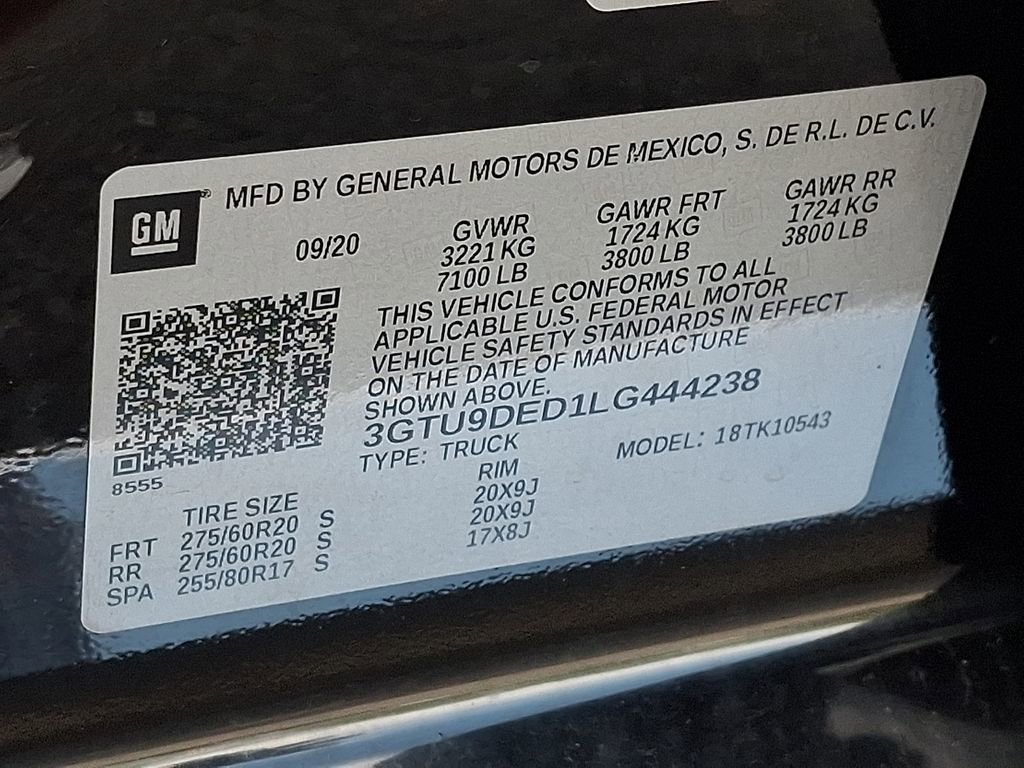 MFD BY GENERAL MOTORS DE MEXICO, S. DE R.L. DE C.V.
GM®
09/20 GVWR GAWR FRT GAWR RR
3221 KG 1724 KG 1724 KG
7100 LB 3800 LB 3800 LB
THIS VEHICLE CONFORMS TO ALL
APPLICABLE U.S. FEDERAL MOTOR
VEHICLE SAFETY STANDARDS IN EFFECT
ON THE DATE OF MANUFACTURE
SHOWN ABOVE.
3GTU9DED1LG444238
TYPE: TRUCK MODEL: 18TK10543
8555
TIRE SIZE RIM
FRT 275/60R20 S 20X9J
RR 275/60R20 S 20X9J
SPA 255/80R17 S 17X8J